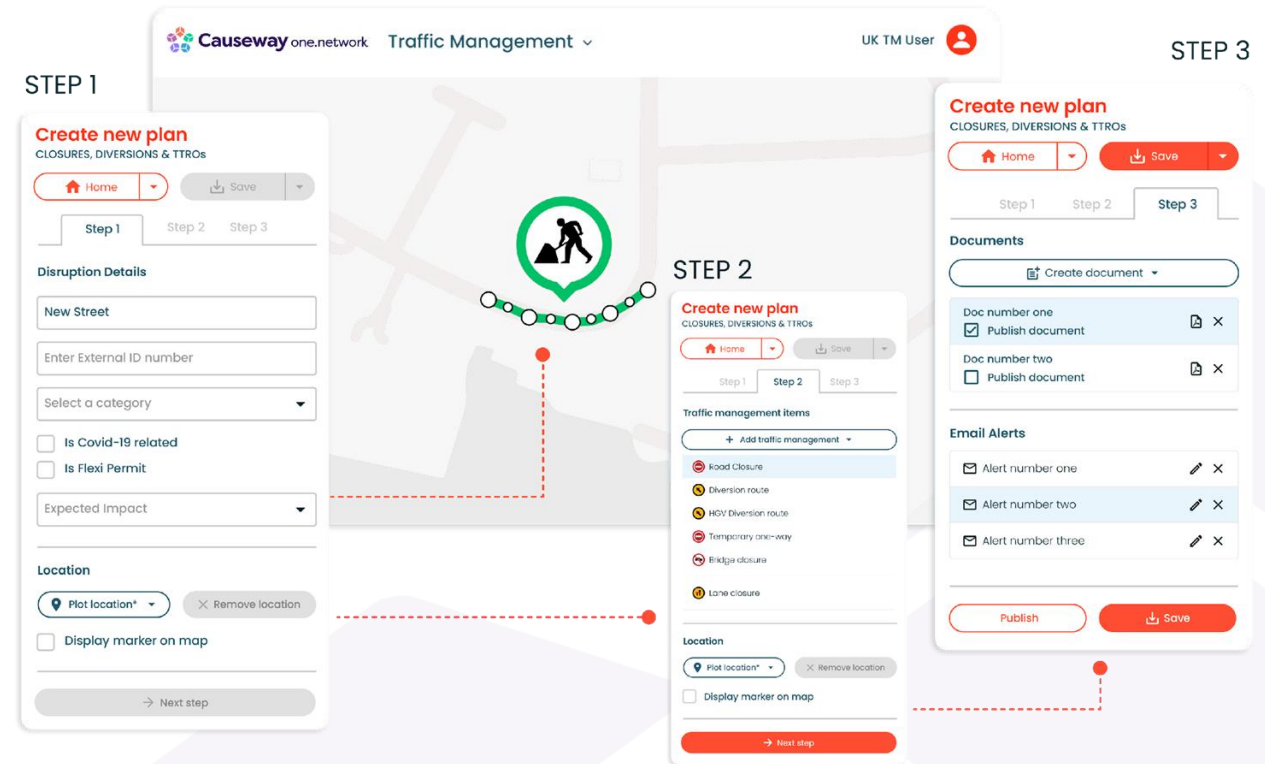 Causeway one.network
Traffic Management
UK TM User
STEP 1
Create new plan
CLOSURES, DIVERSIONS & TTROs
Home
Save
Step 1 Step 2 Step 3
Disruption Details
New Street
Enter External ID number
Select a category
Is Covid-19 related
Is Flexi Permit
Expected Impact
Location
Plot location*
Remove location
Display marker on map
Next step
STEP 2
Create new plan
CLOSURES, DIVERSIONS & TTROs
Home
Save
Step 1 Step 2 Step 3
Traffic management items
+ Add traffic management
Road Closure
Diversion route
HGV Diversion route
Temporary one-way
Bridge closure
Lane closure
Location
Plot location*
Remove location
Display marker on map
Next step
STEP 3
Create new plan
CLOSURES, DIVERSIONS & TTROs
Home
Save
Step 1 Step 2 Step 3
Documents
Create document
Doc number one
Publish document
Doc number two
Publish document
Email Alerts
Alert number one
Alert number two
Alert number three
Publish
Save